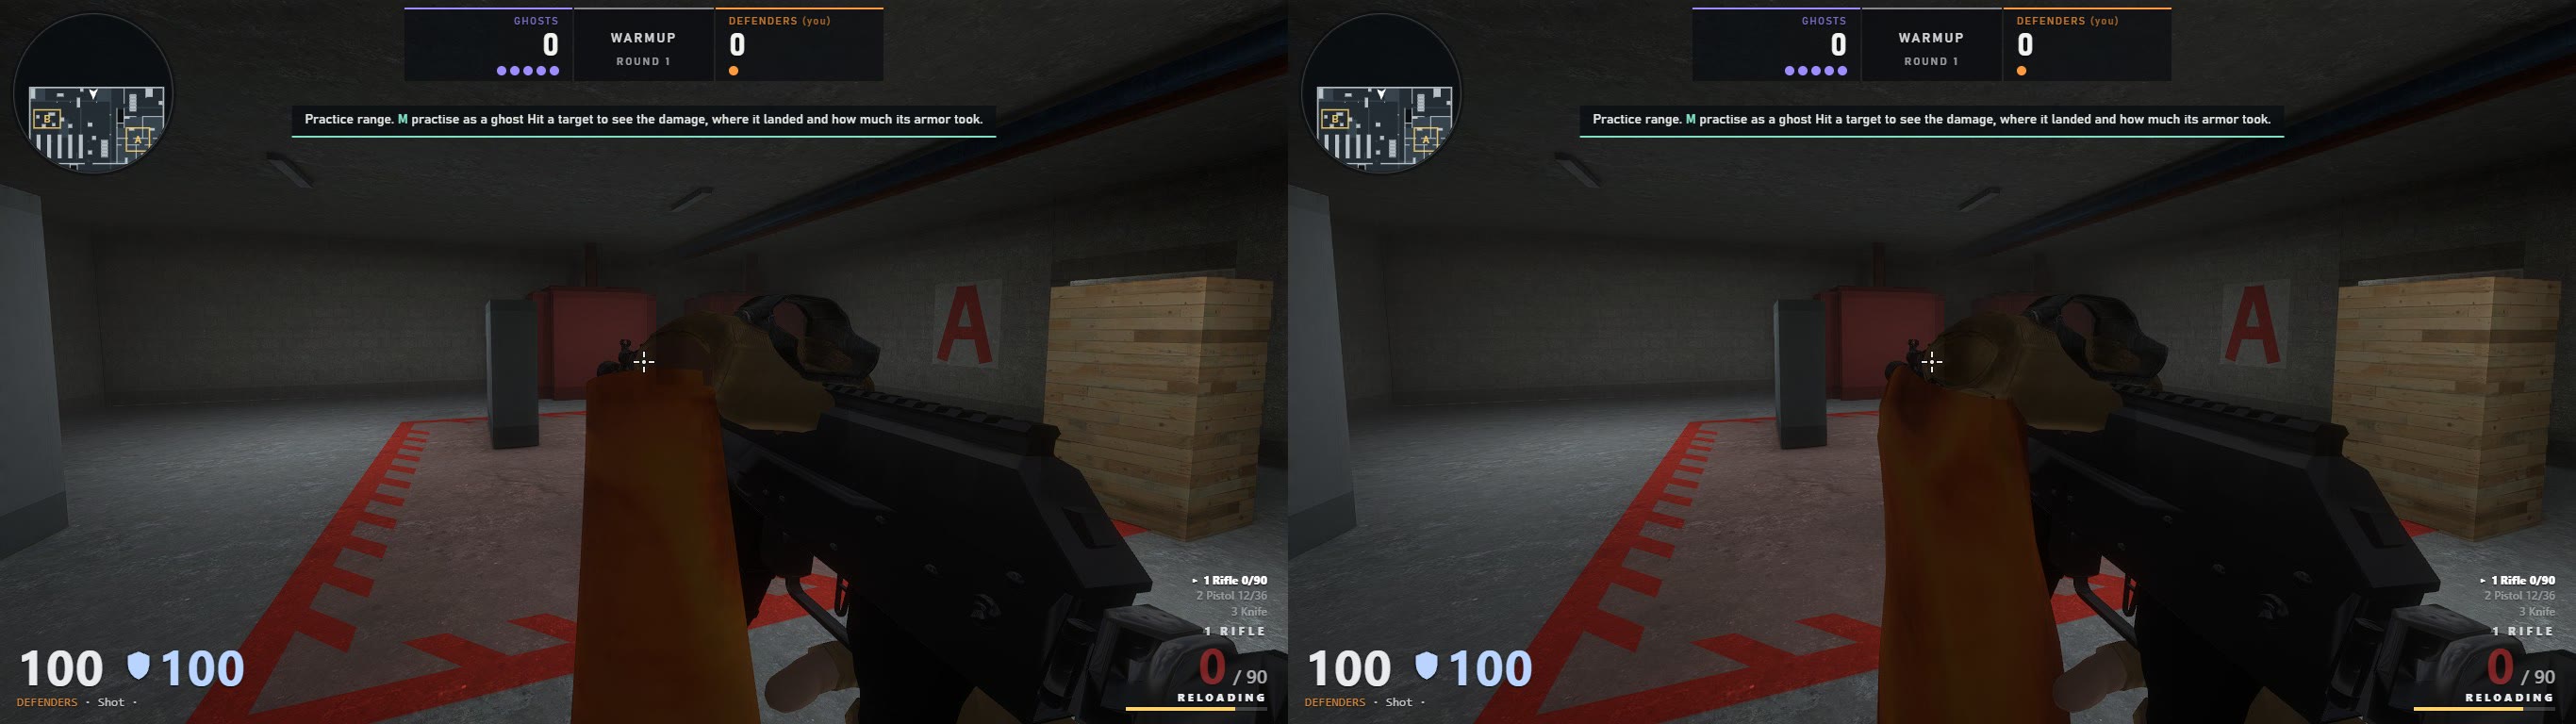 GHOSTS
0
WARMUP
ROUND 1
DEFENDERS (you)
0
B
A
Practice range. M practise as a ghost Hit a target to see the damage, where it landed and how much its armor took.
A
1 Rifle 0/90
2 Pistol 12/36
3 Knife
1 RIFLE
0 / 90
RELOADING
100 100
DEFENDERS · Shot ·
GHOSTS
0
WARMUP
ROUND 1
DEFENDERS (you)
0
B
A
Practice range. M practise as a ghost Hit a target to see the damage, where it landed and how much its armor took.
A
1 Rifle 0/90
2 Pistol 12/36
3 Knife
1 RIFLE
0 / 90
RELOADING
100 100
DEFENDERS · Shot ·